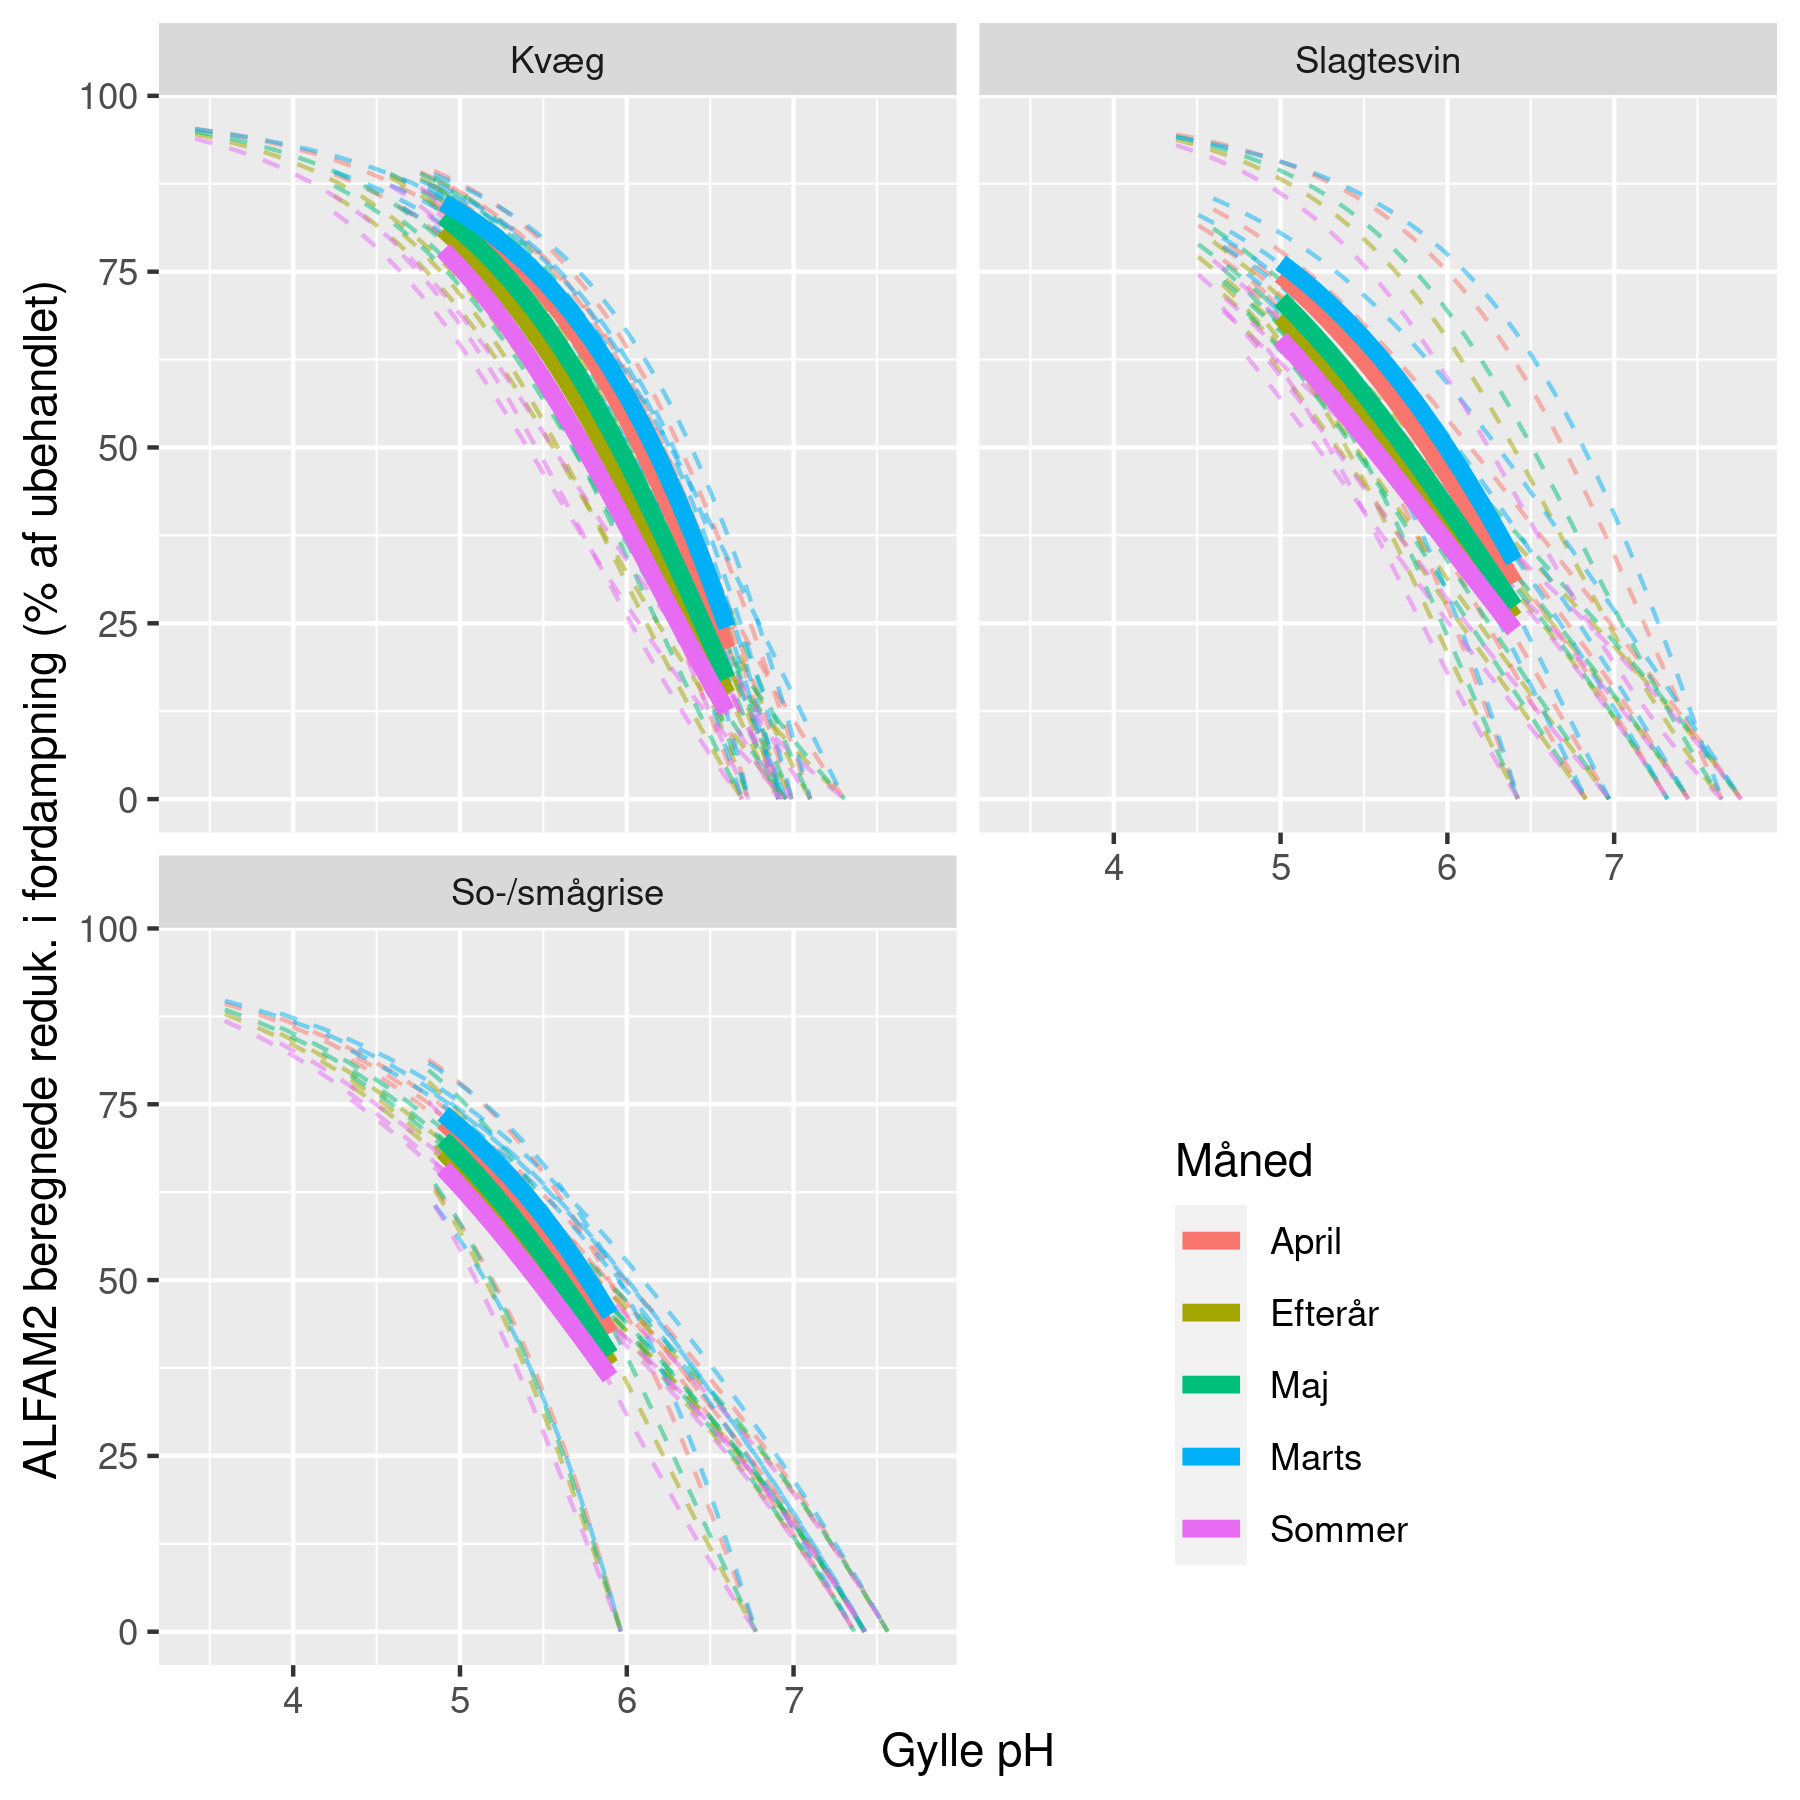 Kvæg
Slagtesvin
100
75
50
25
0
4 5 6 7
So-/smågrise
100
75
50
25
0
4 5 6 7
ALFAM2 beregnede reduk. i fordampning (% af ubehandlet)
Gylle pH
Måned
April
Efterår
Maj
Marts
Sommer